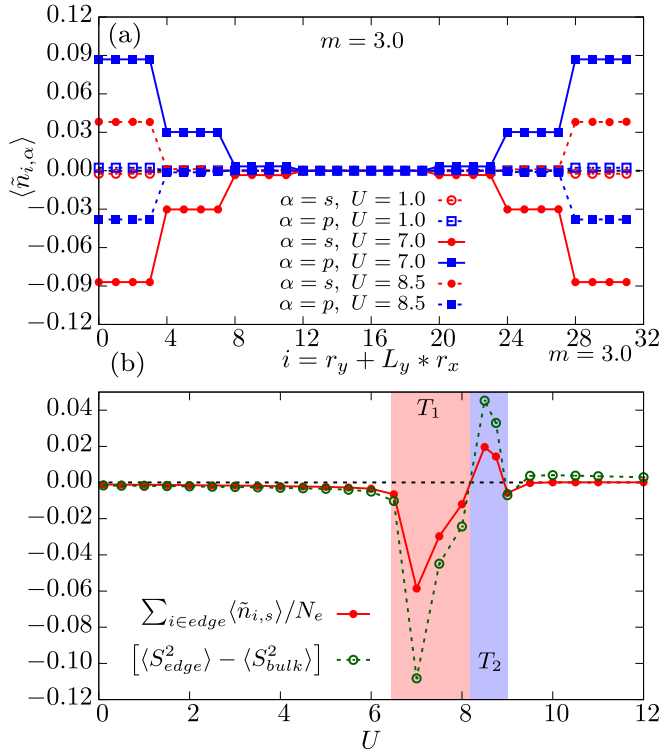 (a)
m = 3.0
0.12
0.09
0.06
0.03
0.00
−0.03
−0.06
−0.09
−0.12
⟨ñ_{i,α}⟩
α = s, U = 1.0
α = p, U = 1.0
α = s, U = 7.0
α = p, U = 7.0
α = s, U = 8.5
α = p, U = 8.5
0 4 8 12 16 20 24 28 32
i = r_y + L_y * r_x
m = 3.0
(b)
0.04
0.02
0.00
−0.02
−0.04
−0.06
−0.08
−0.10
−0.12
T_1
T_2
∑_{i∈edge}⟨ñ_{i,s}⟩/N_e
[⟨S²_{edge}⟩ − ⟨S²_{bulk}⟩]
0 2 4 6 8 10 12
U